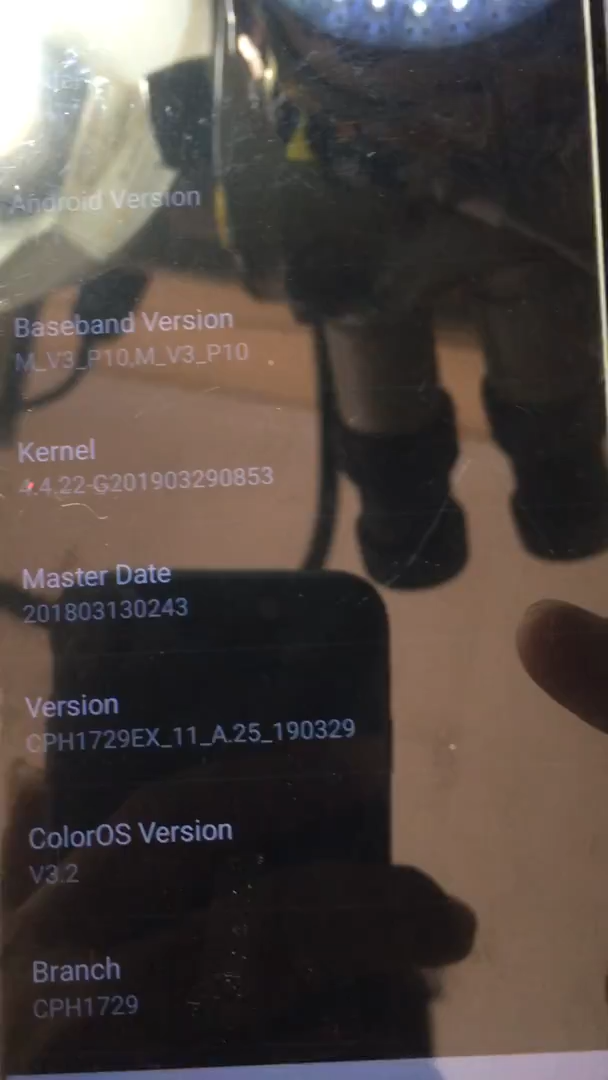 Android Version
Baseband Version
M_V3_P10,M_V3_P10
Kernel
4.4.22-G201903290853
Master Date
201803130243
Version
CPH1729EX_11_A.25_190329
ColorOS Version
V3.2
Branch
CPH1729